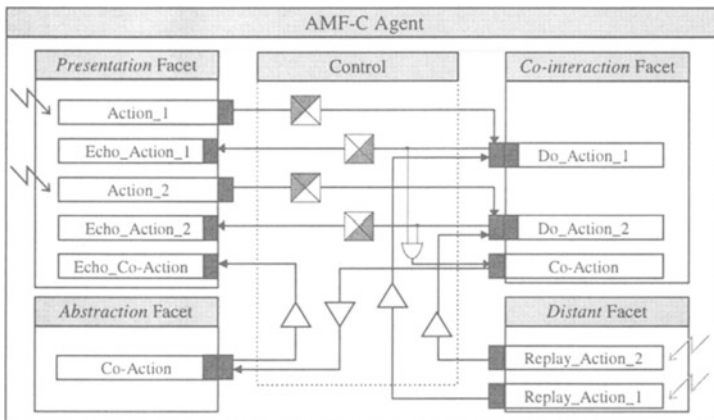 AMF-C Agent
Presentation Facet
Control
Co-interaction Facet
Action_1
Echo_Action_1
Do_Action_1
Action_2
Echo_Action_2
Do_Action_2
Echo_Co-Action
Co-Action
Abstraction Facet
Distant Facet
Co-Action
Replay_Action_2
Replay_Action_1